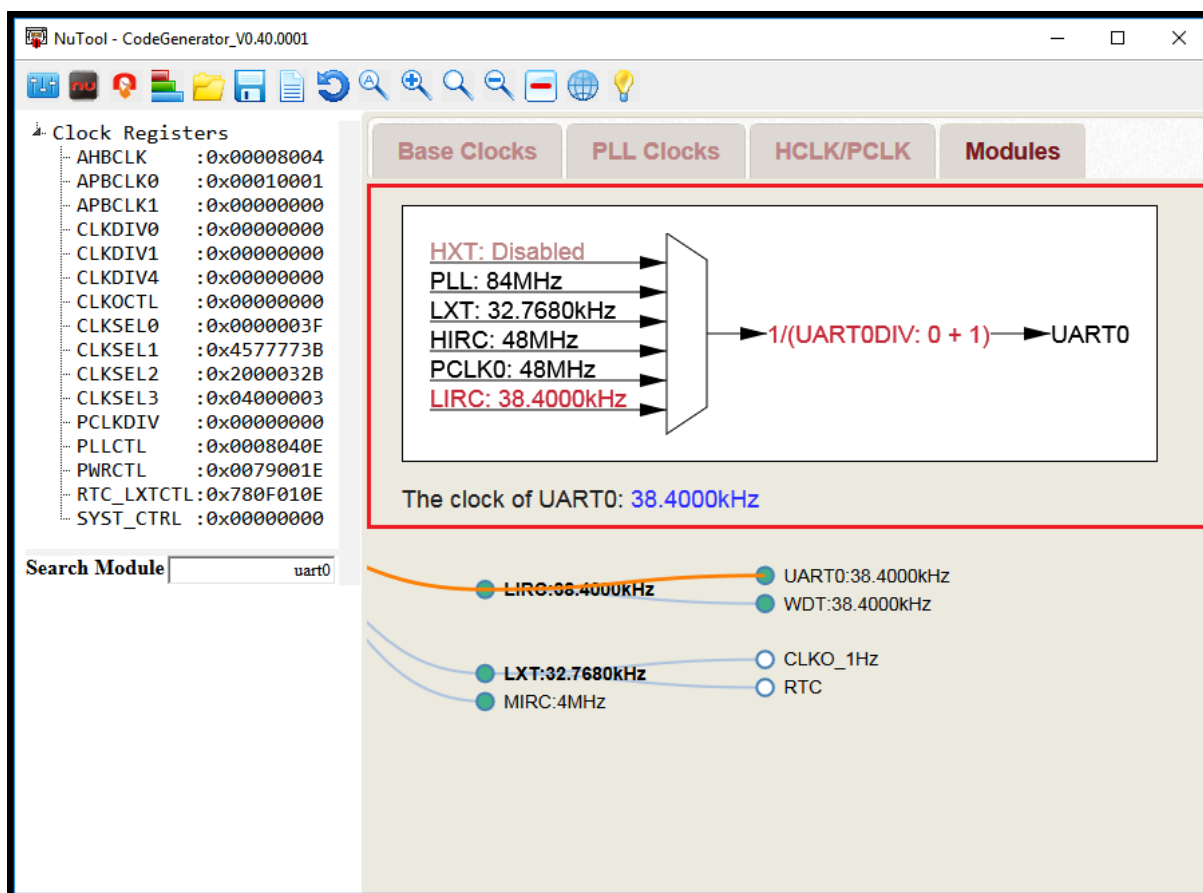 NuTool - CodeGenerator_V0.40.0001
Clock Registers
AHBCLK :0x00008004
APBCLK0 :0x00010001
APBCLK1 :0x00000000
CLKDIV0 :0x00000000
CLKDIV1 :0x00000000
CLKDIV4 :0x00000000
CLKOCTL :0x00000000
CLKSEL0 :0x0000003F
CLKSEL1 :0x4577773B
CLKSEL2 :0x2000032B
CLKSEL3 :0x04000003
PCLKDIV :0x00000000
PLLCTL :0x0008040E
PWRCTL :0x0079001E
RTC_LXTCTL:0x780F010E
SYST_CTRL :0x00000000
Search Module uart0
Base Clocks PLL Clocks HCLK/PCLK Modules
HXT: Disabled
PLL: 84MHz
LXT: 32.7680kHz
HIRC: 48MHz
PCLK0: 48MHz
LIRC: 38.4000kHz
1/(UART0DIV: 0 + 1) UART0
The clock of UART0: 38.4000kHz
LIRC:38.4000kHz
UART0:38.4000kHz
WDT:38.4000kHz
LXT:32.7680kHz
CLKO_1Hz
RTC
MIRC:4MHz